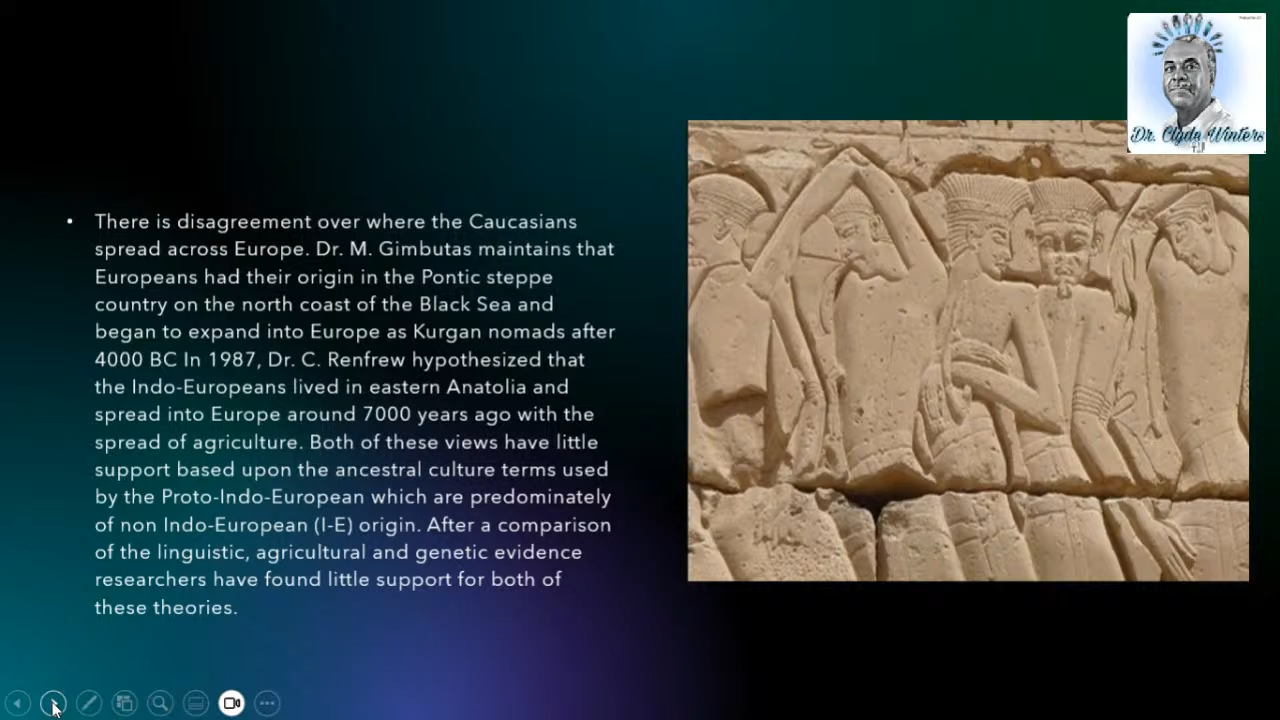 Dr. Clyde Winters
• There is disagreement over where the Caucasians
spread across Europe. Dr. M. Gimbutas maintains that
Europeans had their origin in the Pontic steppe
country on the north coast of the Black Sea and
began to expand into Europe as Kurgan nomads after
4000 BC In 1987, Dr. C. Renfrew hypothesized that
the Indo-Europeans lived in eastern Anatolia and
spread into Europe around 7000 years ago with the
spread of agriculture. Both of these views have little
support based upon the ancestral culture terms used
by the Proto-Indo-European which are predominately
of non Indo-European (I-E) origin. After a comparison
of the linguistic, agricultural and genetic evidence
researchers have found little support for both of
these theories.